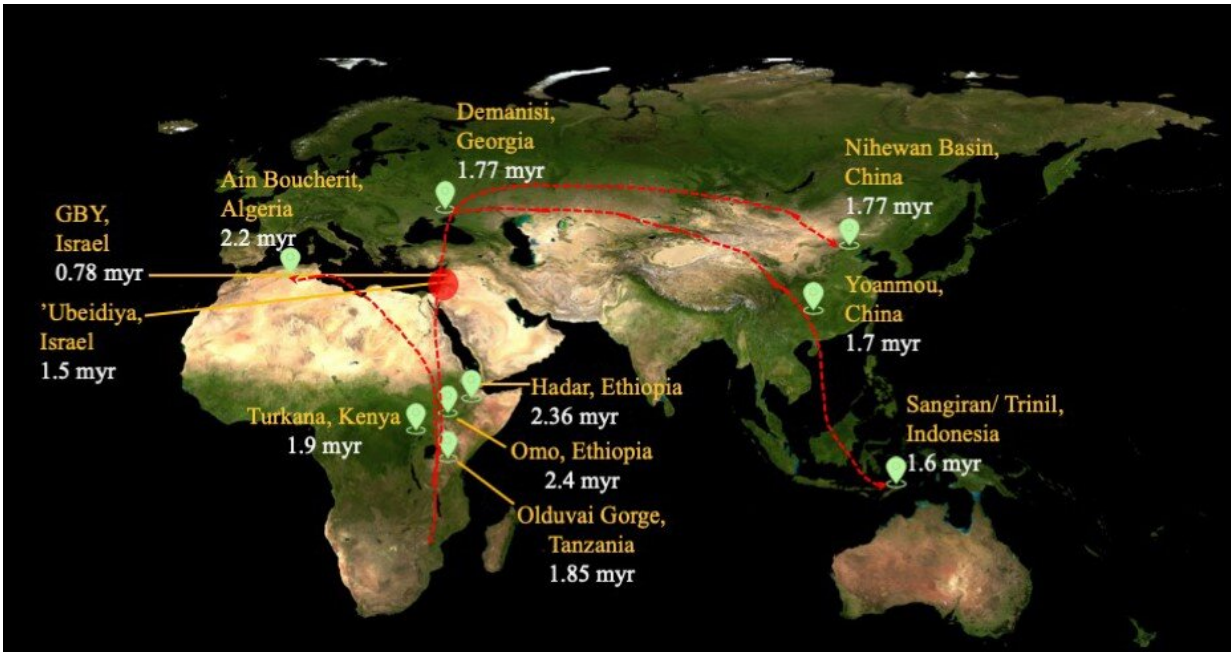 Demanisi,
Georgia
1.77 myr
Nihewan Basin,
China
1.77 myr
Ain Boucherit,
Algeria
2.2 myr
GBY,
Israel
0.78 myr
’Ubeidiya,
Israel
1.5 myr
Yoanmou,
China
1.7 myr
Hadar, Ethiopia
2.36 myr
Turkana, Kenya
1.9 myr
Omo, Ethiopia
2.4 myr
Sangiran/ Trinil,
Indonesia
1.6 myr
Olduvai Gorge,
Tanzania
1.85 myr